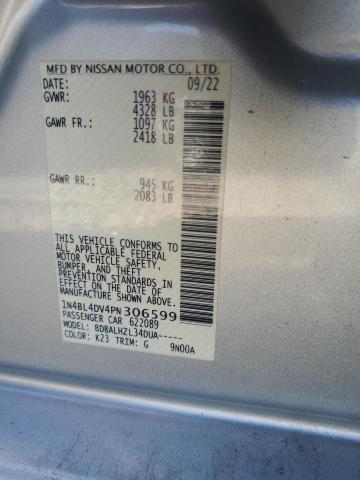 MFD BY NISSAN MOTOR CO., LTD.
DATE: 09/22
GVWR: 1963 KG
4328 LB
GAWR FR.: 1097 KG
2418 LB
GAWR RR.: 945 KG
2083 LB
THIS VEHICLE CONFORMS TO
ALL APPLICABLE FEDERAL
MOTOR VEHICLE SAFETY,
BUMPER, AND THEFT
PREVENTION STANDARDS IN
EFFECT ON THE DATE OF
MANUFACTURE SHOWN ABOVE.
1N4BL4DV4PN306599
PASSENGER CAR 622089
MODEL: BDBALHZL34DUA-----
COLOR: K23 TRIM: G 9N00A